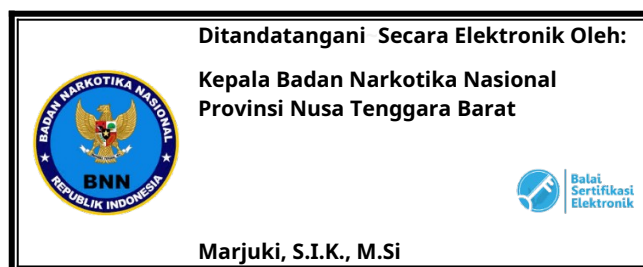 Ditandatangani Secara Elektronik Oleh:
Kepala Badan Narkotika Nasional
Provinsi Nusa Tenggara Barat
BADAN NARKOTIKA NASIONAL
BNN
REPUBLIK INDONESIA
Balai
Sertifikasi
Elektronik
Marjuki, S.I.K., M.Si